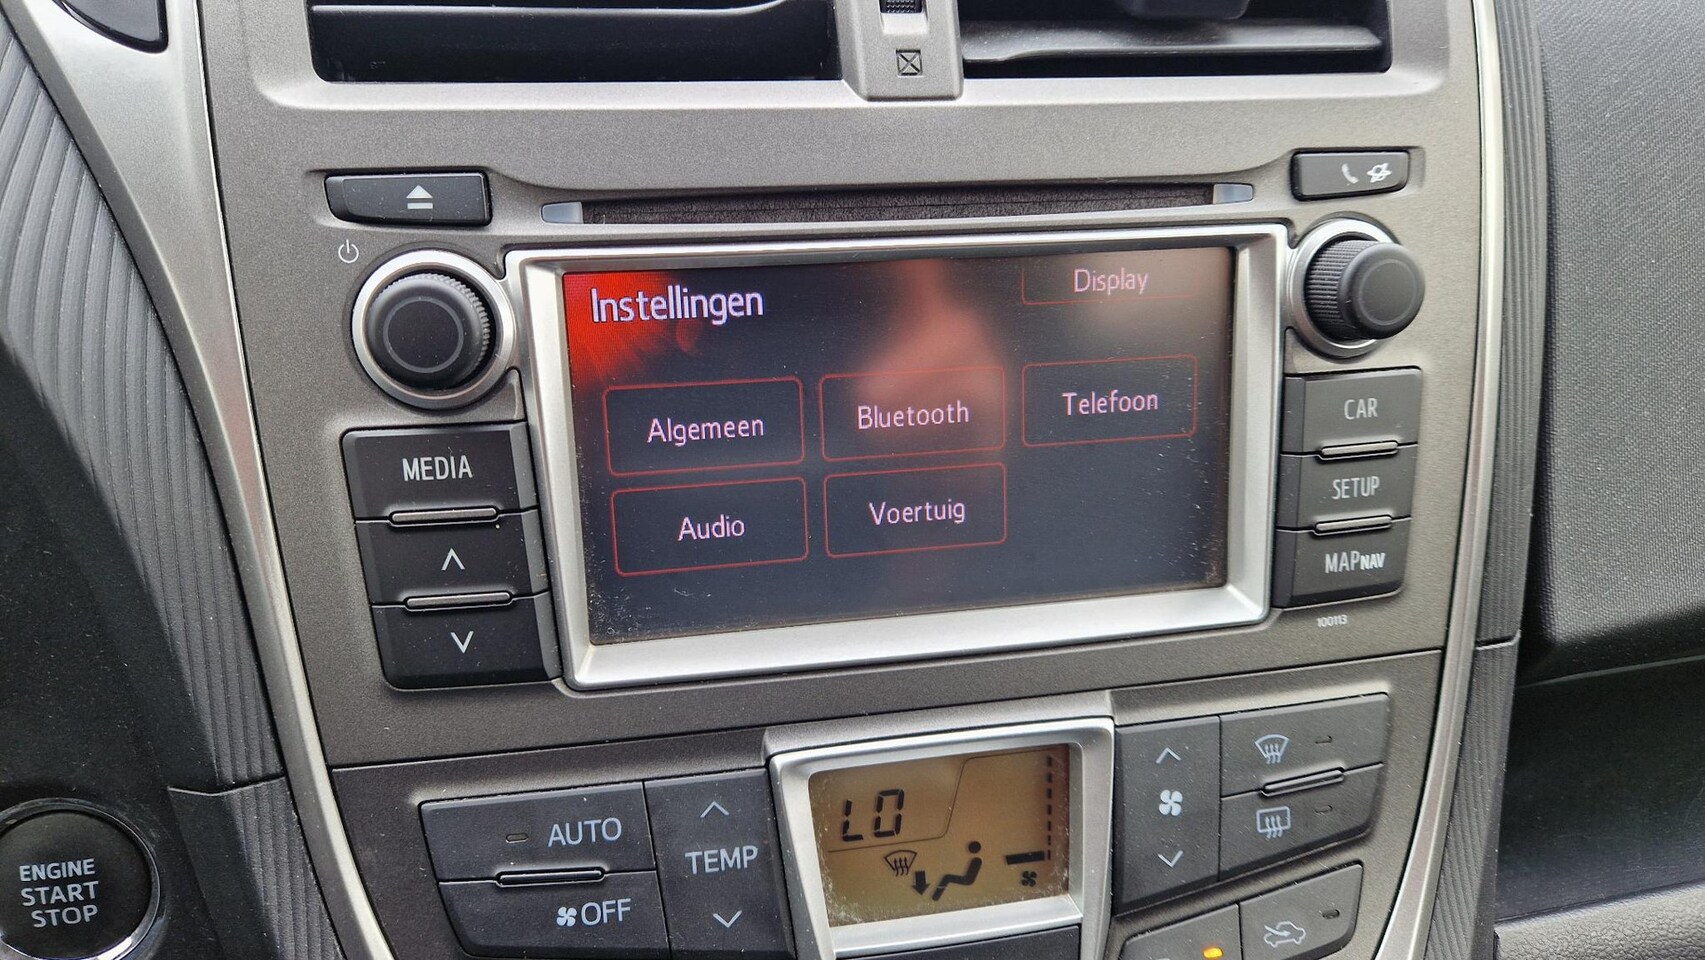 Instellingen
Display
Algemeen
Bluetooth
Telefoon
Audio
Voertuig
MEDIA
CAR
SETUP
MAPNAV
100113
LO
AUTO
TEMP
OFF
ENGINE
START
STOP